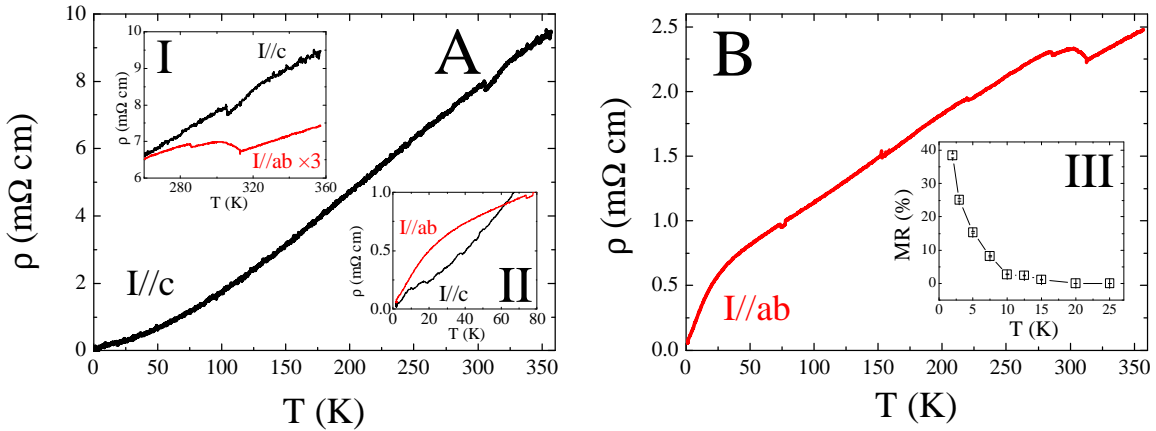 A
I//c
ρ (mΩ cm)
T (K)
0
2
4
6
8
10
0 50 100 150 200 250 300 350
I
I//c
I//ab ×3
ρ (mΩ cm)
T (K)
6
7
8
9
10
280 320 360
II
I//ab
I//c
ρ (mΩ cm)
T (K)
0.0
0.5
1.0
0 20 40 60 80
B
I//ab
ρ (mΩ cm)
T (K)
0.0
0.5
1.0
1.5
2.0
2.5
0 50 100 150 200 250 300 350
III
MR (%)
T (K)
0
10
20
30
40
0 5 10 15 20 25